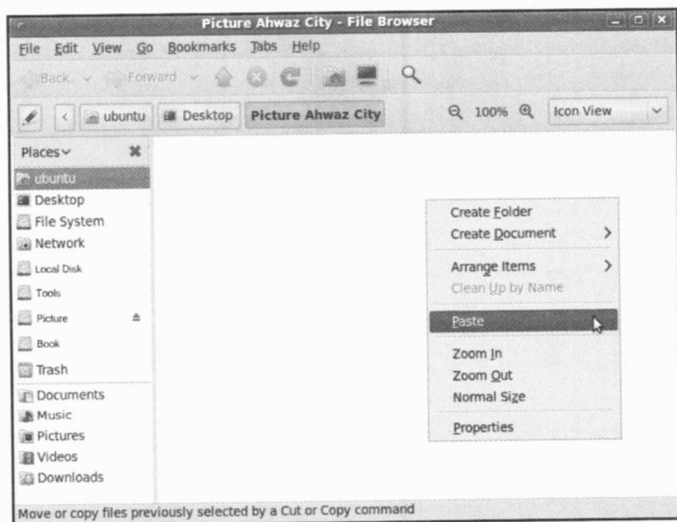 Picture Ahwaz City - File Browser
File Edit View Go Bookmarks Tabs Help
Back Forward
ubuntu Desktop Picture Ahwaz City 100% Icon View
Places
ubuntu
Desktop
File System
Network
Local Disk
Tools
Picture
Book
Trash
Documents
Music
Pictures
Videos
Downloads
Create Folder
Create Document
Arrange Items
Clean Up by Name
Paste
Zoom In
Zoom Out
Normal Size
Properties
Move or copy files previously selected by a Cut or Copy command